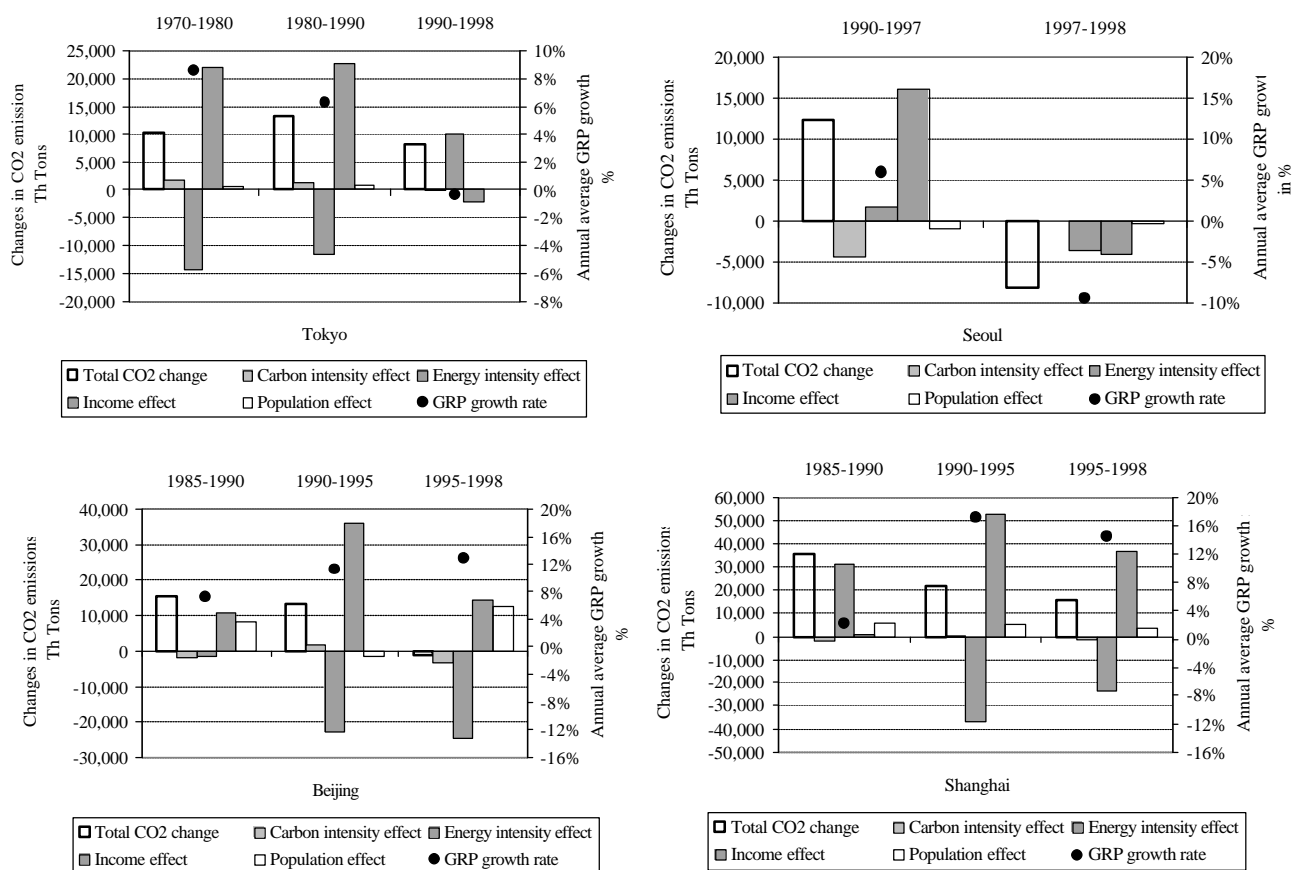 1970-1980 1980-1990 1990-1998
25,000
20,000
15,000
10,000
5,000
0
-5,000
-10,000
-15,000
-20,000
10%
8%
6%
4%
2%
0%
-2%
-4%
-6%
-8%
Changes in CO2 emission
Th Tons
Annual average GRP growth
%
Tokyo
Total CO2 change Carbon intensity effect Energy intensity effect
Income effect Population effect GRP growth rate
1990-1997 1997-1998
20,000
15,000
10,000
5,000
0
-5,000
-10,000
20%
15%
10%
5%
0%
-5%
-10%
Changes in CO2 emissions
Th Tons
Annual average GRP growt
in %
Seoul
Total CO2 change Carbon intensity effect Energy intensity effect
Income effect Population effect GRP growth rate
1985-1990 1990-1995 1995-1998
40,000
30,000
20,000
10,000
0
-10,000
-20,000
-30,000
20%
16%
12%
8%
4%
0%
-4%
-8%
-12%
-16%
Changes in CO2 emissions
Th Tons
Annual average GRP growth
%
Beijing
Total CO2 change Carbon intensity effect Energy intensity effect
Income effect Population effect GRP growth rate
1985-1990 1990-1995 1995-1998
60,000
50,000
40,000
30,000
20,000
10,000
0
-10,000
-20,000
-30,000
-40,000
-50,000
20%
16%
12%
8%
4%
0%
-4%
-8%
-12%
-16%
Changes in CO2 emissions
Th Tons
Annual average GRP growth
%
Shanghai
Total CO2 change Carbon intensity effect Energy intensity effect
Income effect Population effect GRP growth rate